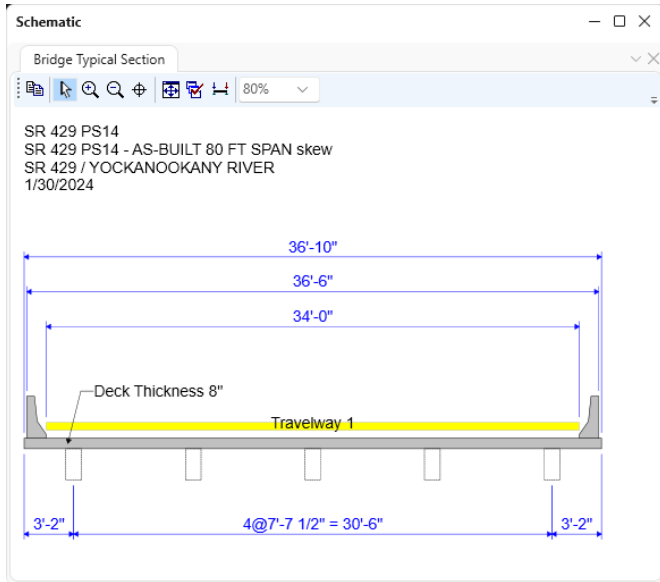 Schematic
Bridge Typical Section
80%
SR 429 PS14
SR 429 PS14 - AS-BUILT 80 FT SPAN skew
SR 429 / YOCKANOOKANY RIVER
1/30/2024
36'-10"
36'-6"
34'-0"
Deck Thickness 8"
Travelway 1
3'-2" 4@7'-7 1/2" = 30'-6" 3'-2"